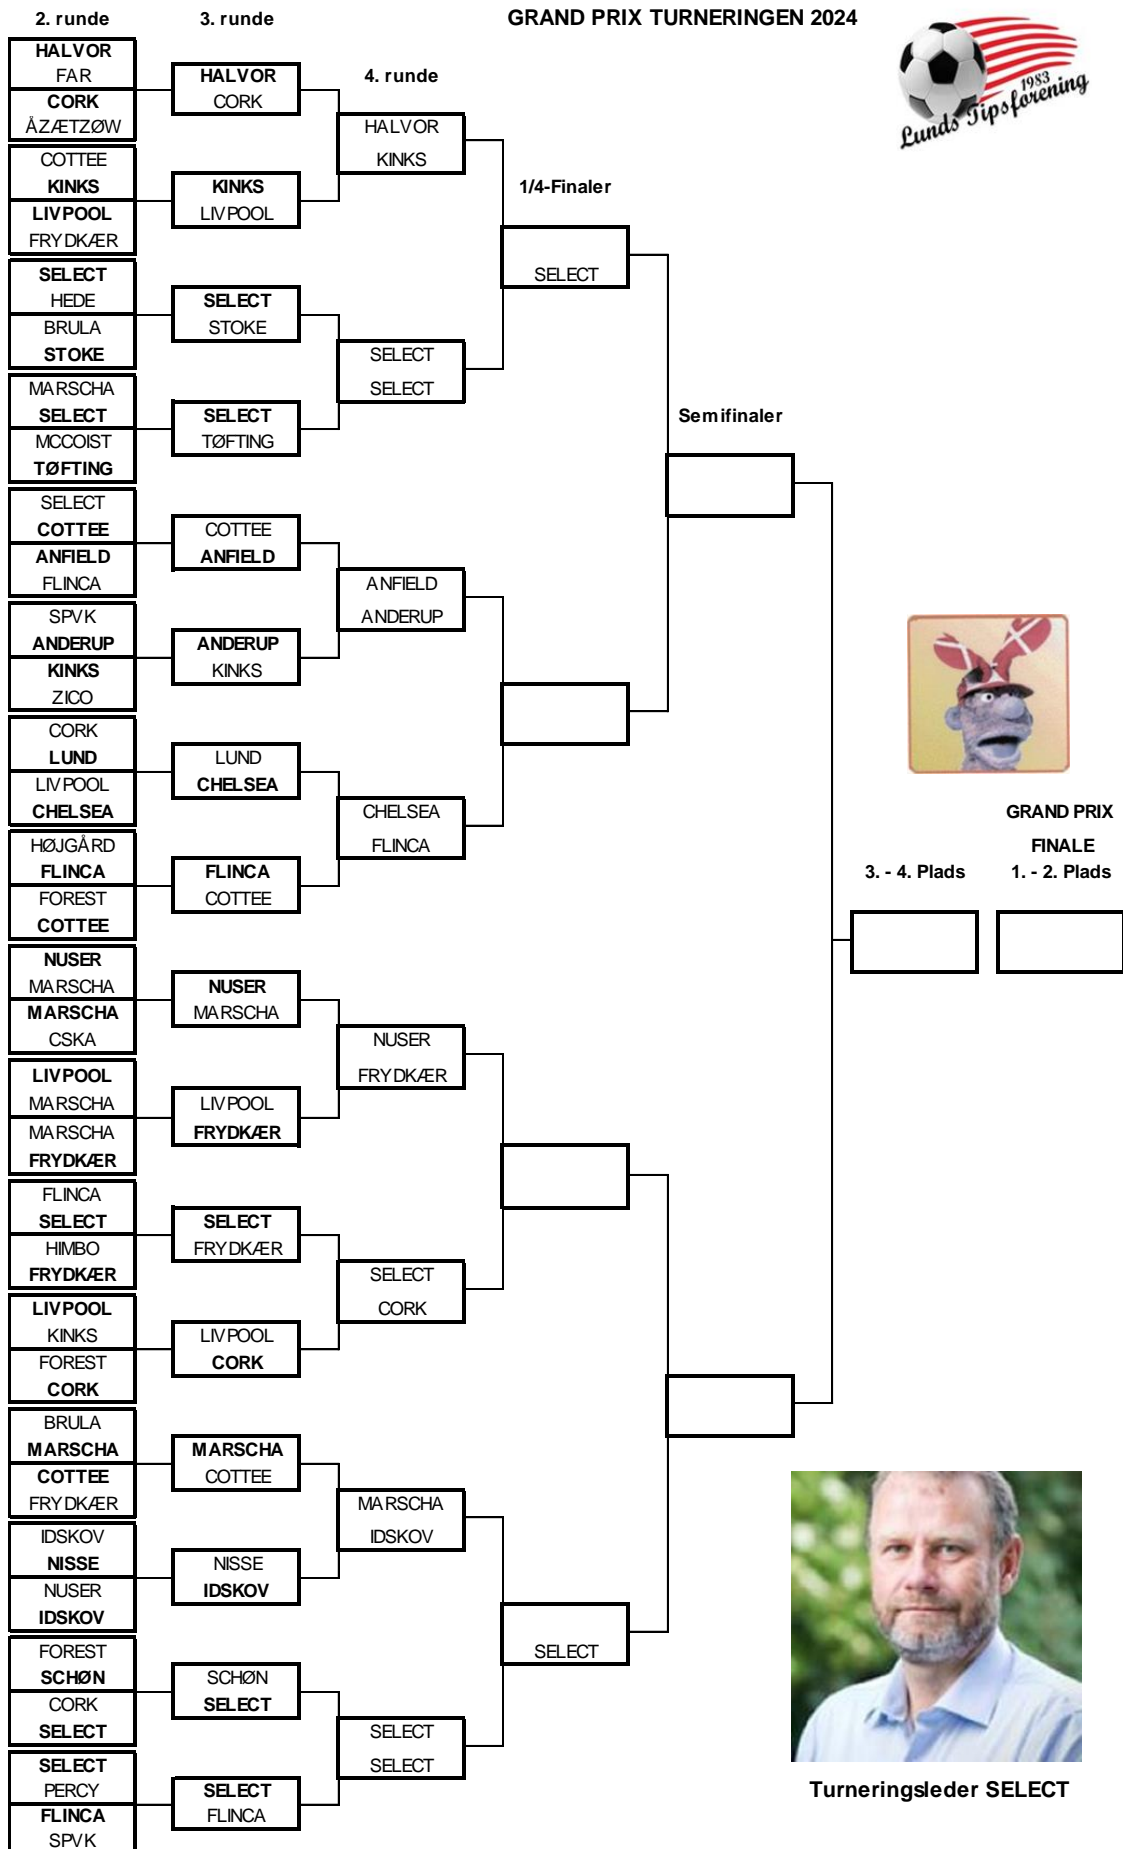 2. runde
3. runde
GRAND PRIX TURNERINGEN 2024
1983
Lunds Tipsforening
4. runde
1/4-Finaler
Semifinaler
HALVOR
FAR
CORK
ÅZÆTZØW
COTTEE
KINKS
LIVPOOL
FRYDKÆR
SELECT
HEDE
BRULA
STOKE
MARSCHA
SELECT
MCCOIST
TØFTING
SELECT
COTTEE
ANFIELD
FLINCA
SPVK
ANDERUP
KINKS
ZICO
CORK
LUND
LIVPOOL
CHELSEA
HØJGÅRD
FLINCA
FOREST
COTTEE
NUSER
MARSCHA
MARSCHA
CSKA
LIVPOOL
MARSCHA
MARSCHA
FRYDKÆR
FLINCA
SELECT
HIMBO
FRYDKÆR
LIVPOOL
KINKS
FOREST
CORK
BRULA
MARSCHA
COTTEE
FRYDKÆR
IDSKOV
NISSE
NUSER
IDSKOV
FOREST
SCHØN
CORK
SELECT
SELECT
PERCY
FLINCA
SPVK
HALVOR
CORK
KINKS
LIVPOOL
SELECT
STOKE
SELECT
TØFTING
COTTEE
ANFIELD
ANDERUP
KINKS
LUND
CHELSEA
FLINCA
COTTEE
NUSER
MARSCHA
LIVPOOL
FRYDKÆR
SELECT
FRYDKÆR
LIVPOOL
CORK
MARSCHA
COTTEE
NISSE
IDSKOV
SCHØN
SELECT
SELECT
FLINCA
HALVOR
KINKS
SELECT
SELECT
ANFIELD
ANDERUP
CHELSEA
FLINCA
NUSER
FRYDKÆR
SELECT
CORK
MARSCHA
IDSKOV
SELECT
SELECT
SELECT
SELECT
GRAND PRIX
FINALE
3. - 4. Plads
1. - 2. Plads
Turneringsleder SELECT